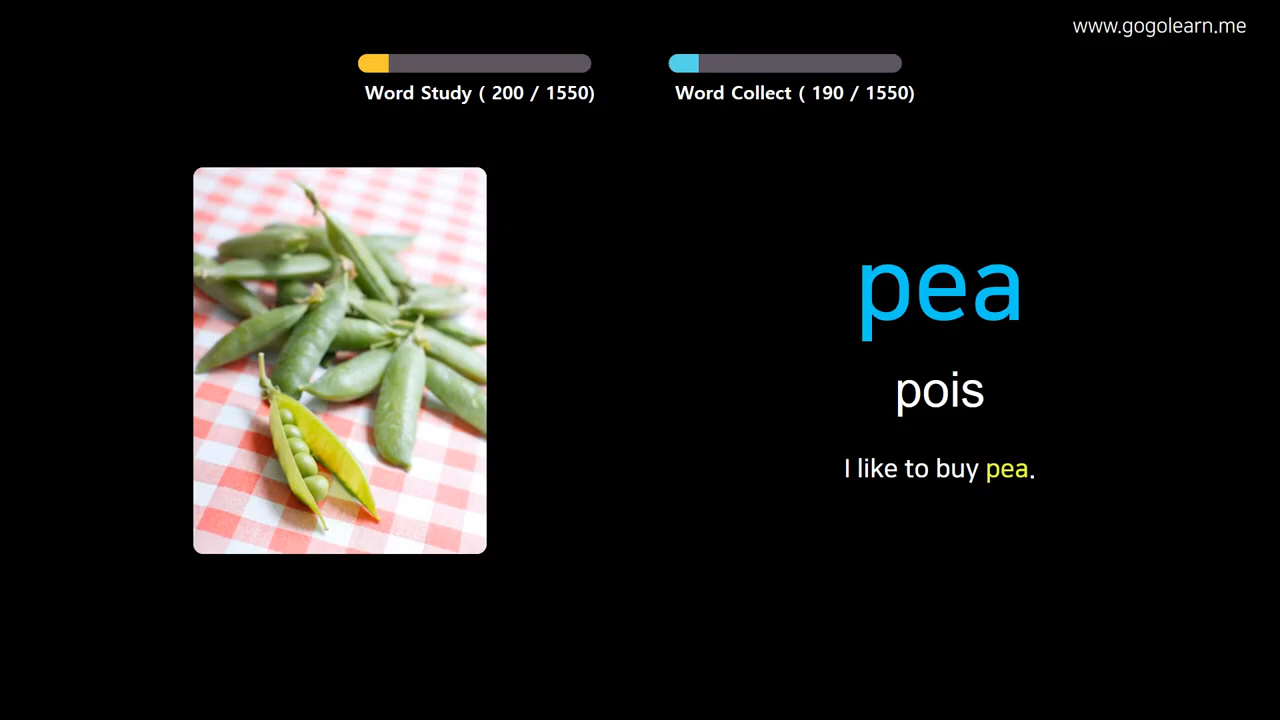 www.gogolearn.me
Word Study ( 200 / 1550)
Word Collect ( 190 / 1550)
pea
pois
I like to buy pea.